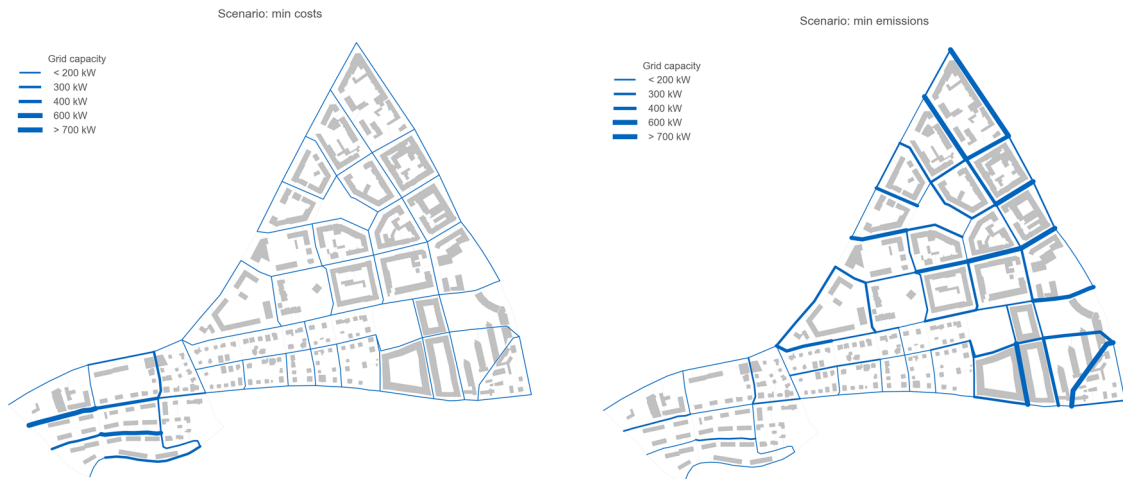 Scenario: min costs
Grid capacity
< 200 kW
300 kW
400 kW
600 kW
> 700 kW
Scenario: min emissions
Grid capacity
< 200 kW
300 kW
400 kW
600 kW
> 700 kW